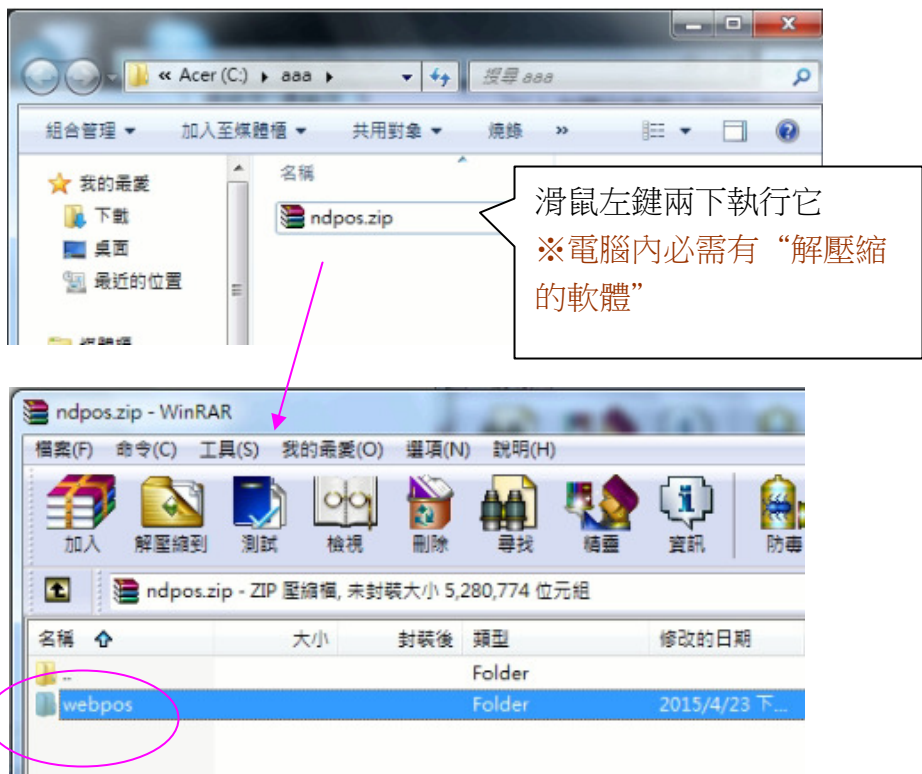 « Acer (C:) ▸ aaa ▸
搜尋 aaa
組合管理 ▼ 加入至媒體櫃 ▼ 共用對象 ▼ 燒錄 »
我的最愛
下載
桌面
最近的位置
名稱
ndpos.zip
滑鼠左鍵兩下執行它
※電腦內必需有“解壓縮
的軟體”
ndpos.zip - WinRAR
檔案(F) 命令(C) 工具(S) 我的最愛(O) 選項(N) 說明(H)
加入 解壓縮到 測試 檢視 刪除 尋找 精靈 資訊 防毒
ndpos.zip - ZIP 壓縮檔, 未封裝大小 5,280,774 位元組
名稱 大小 封裝後 類型 修改的日期
.. Folder
webpos Folder 2015/4/23 下...